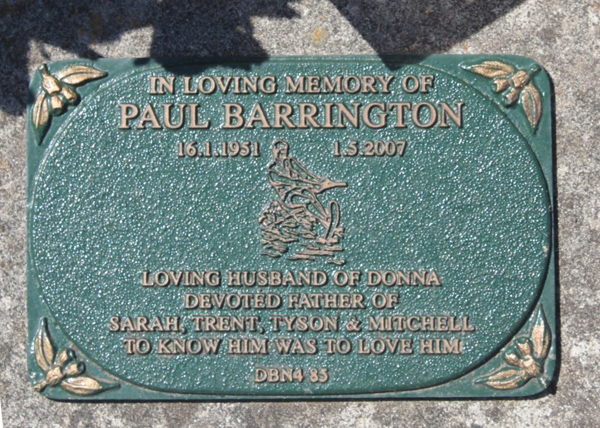 IN LOVING MEMORY OF
PAUL BARRINGTON
16.1.1951 1.5.2007
LOVING HUSBAND OF DONNA
DEVOTED FATHER OF
SARAH, TRENT, TYSON & MITCHELL
TO KNOW HIM WAS TO LOVE HIM
DBN4 85